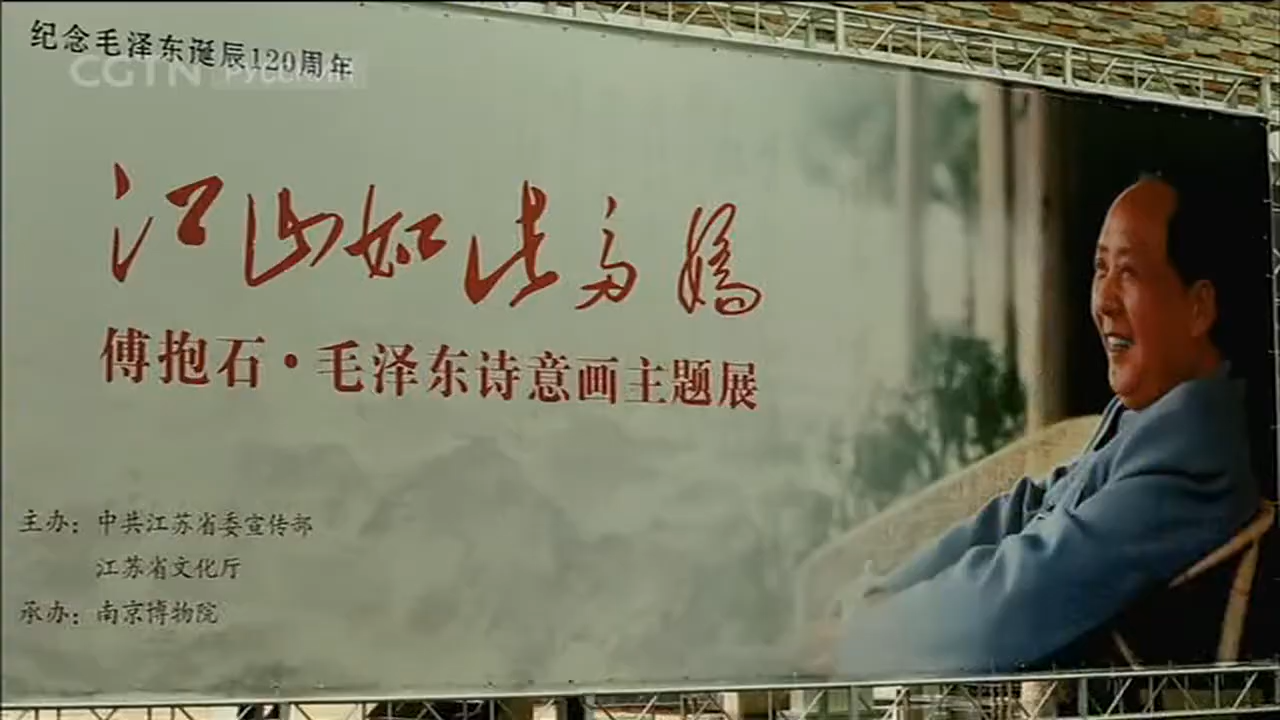 纪念毛泽东诞辰120周年
CGTN Русский
江山如此多娇
傅抱石·毛泽东诗意画主题展
主办：中共江苏省委宣传部
江苏省文化厅
承办：南京博物院